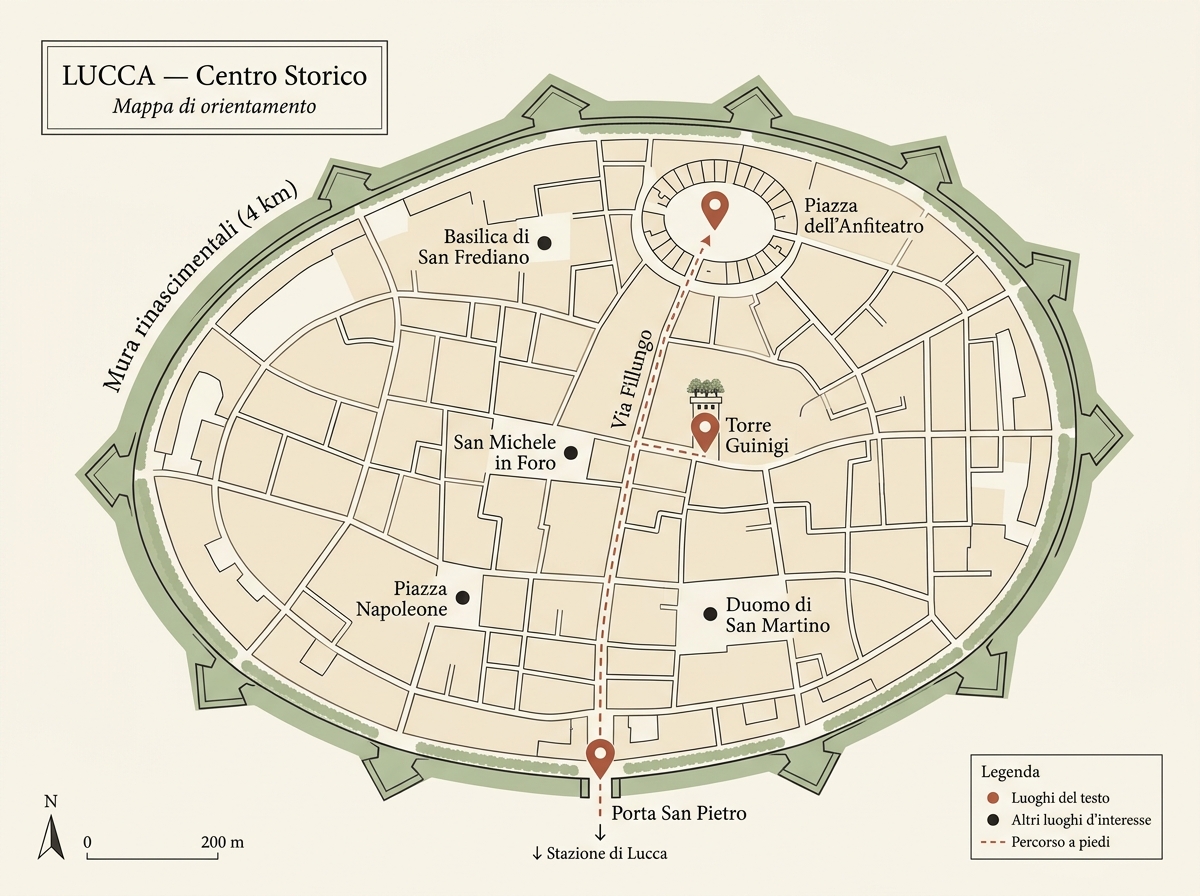 LUCCA — Centro Storico
Mappa di orientamento
Mura rinascimentali (4 km)
Piazza
dell'Anfiteatro
Basilica di
San Frediano
Via Fillungo
Torre
Guinigi
San Michele
in Foro
Piazza
Napoleone
Duomo di
San Martino
Porta San Pietro
↓ Stazione di Lucca
N
0 200 m
Legenda
Luoghi del testo
Altri luoghi d'interesse
Percorso a piedi